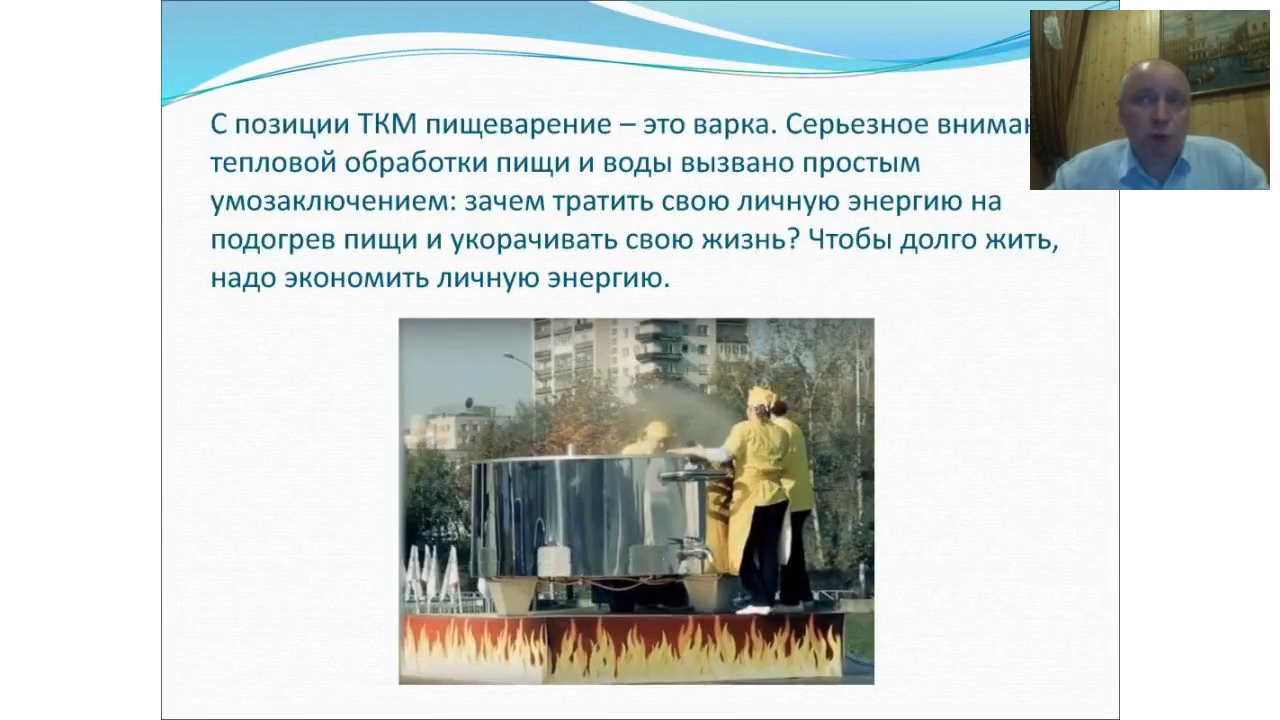 С позиции ТКМ пищеварение – это варка. Серьезное
тепловой обработки пищи и воды вызвано простым
умозаключением: зачем тратить свою личную энергию на
подогрев пищи и укорачивать свою жизнь? Чтобы долго жить,
надо экономить личную энергию.